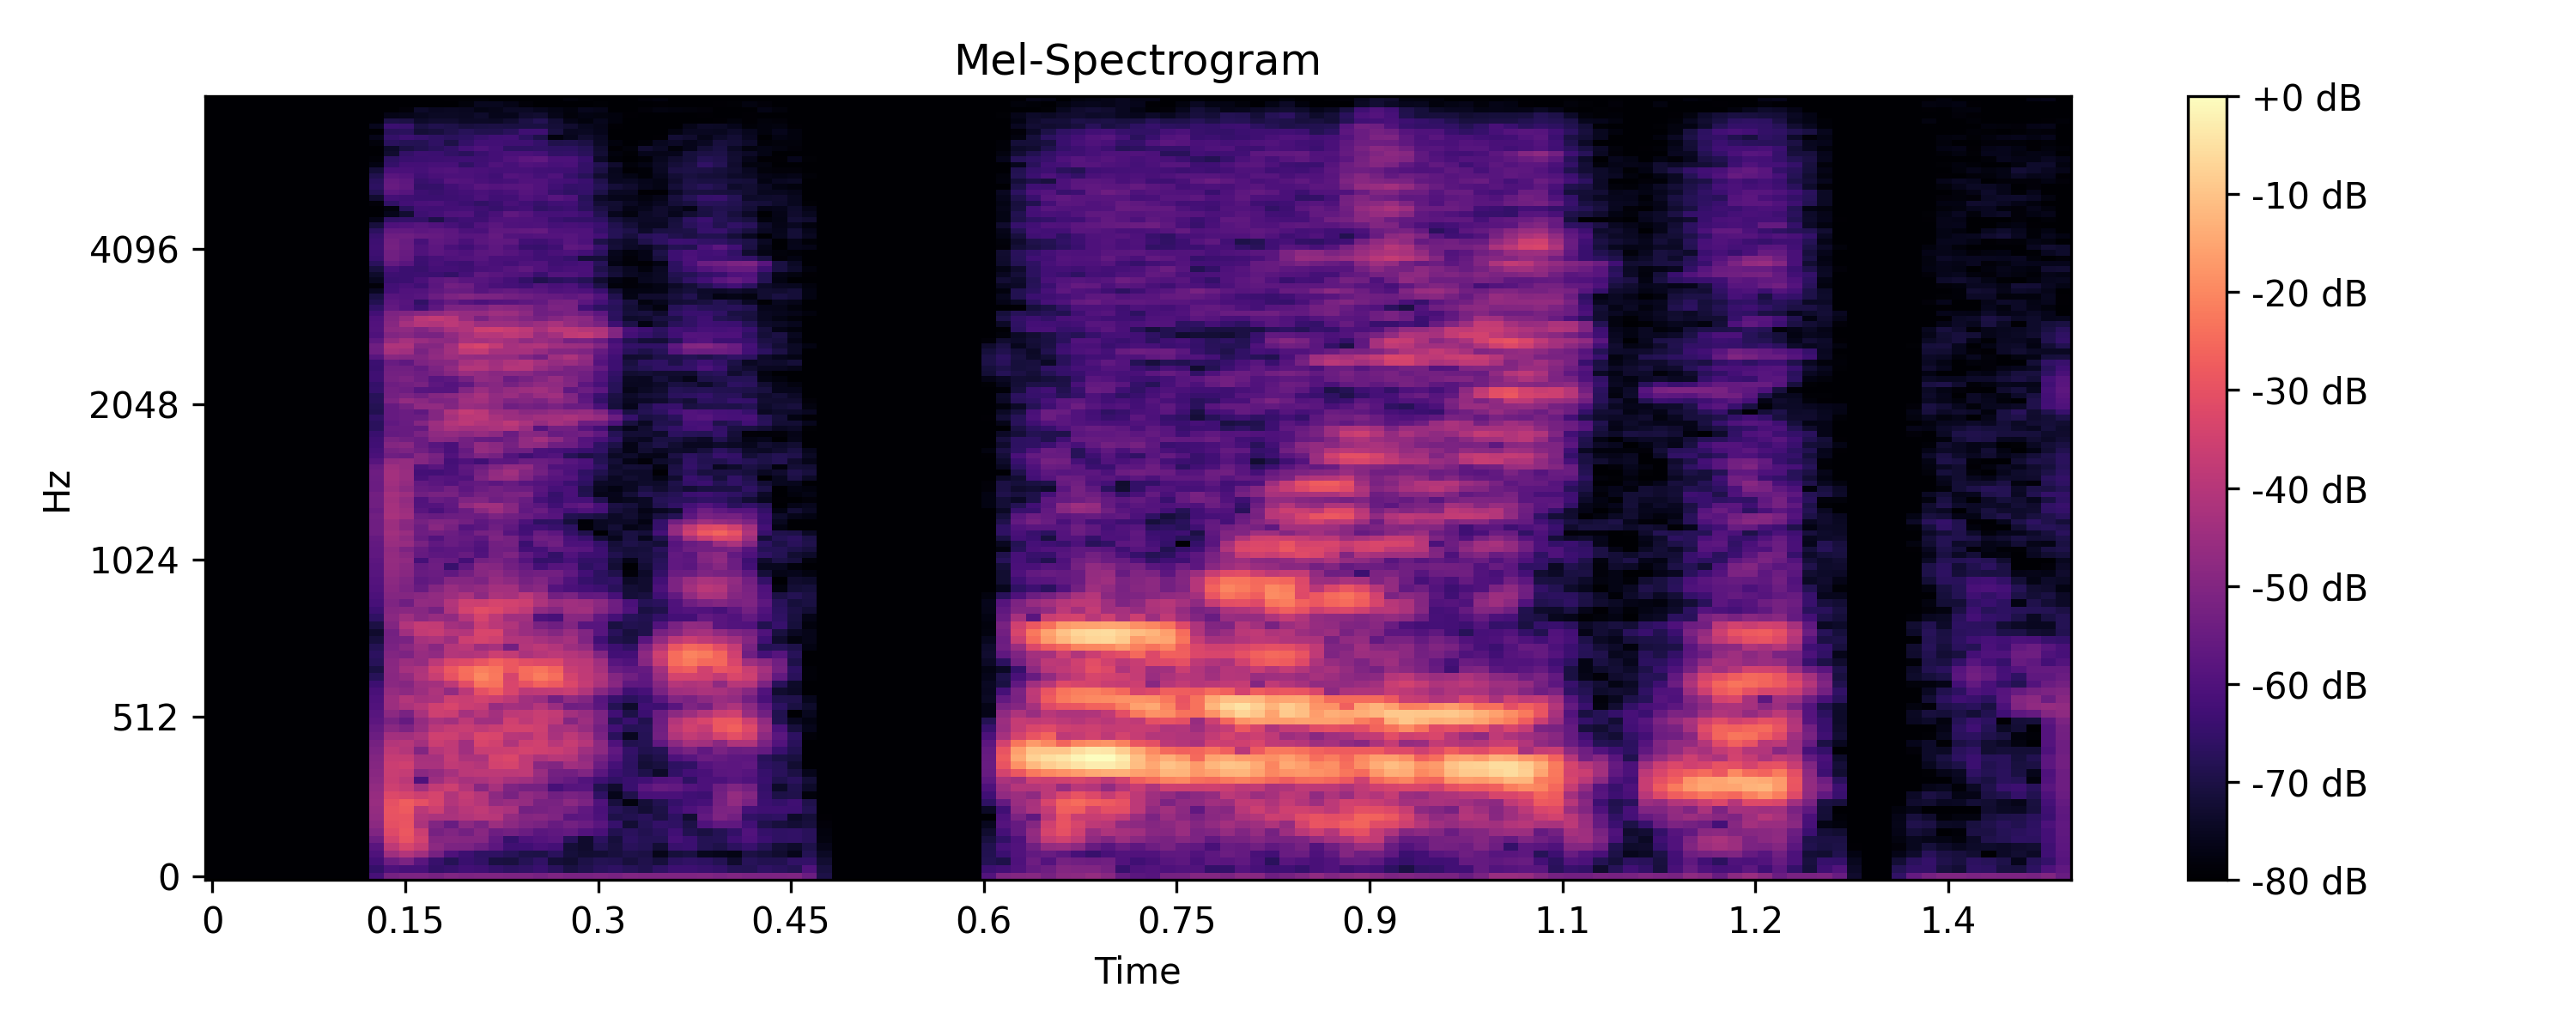 Mel-Spectrogram
Hz
4096
2048
1024
512
0
0 0.15 0.3 0.45 0.6 0.75 0.9 1.1 1.2 1.4
Time
+0 dB
-10 dB
-20 dB
-30 dB
-40 dB
-50 dB
-60 dB
-70 dB
-80 dB